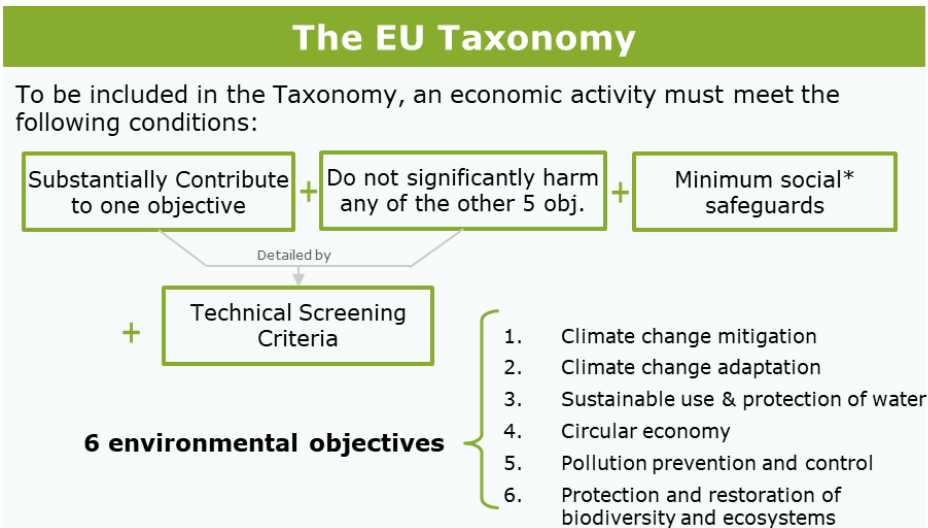 The EU Taxonomy
To be included in the Taxonomy, an economic activity must meet the
following conditions:
Substantially Contribute
to one objective
+
Do not significantly harm
any of the other 5 obj.
+
Minimum social*
safeguards
Detailed by
+
Technical Screening
Criteria
6 environmental objectives
1. Climate change mitigation
2. Climate change adaptation
3. Sustainable use & protection of water
4. Circular economy
5. Pollution prevention and control
6. Protection and restoration of
biodiversity and ecosystems